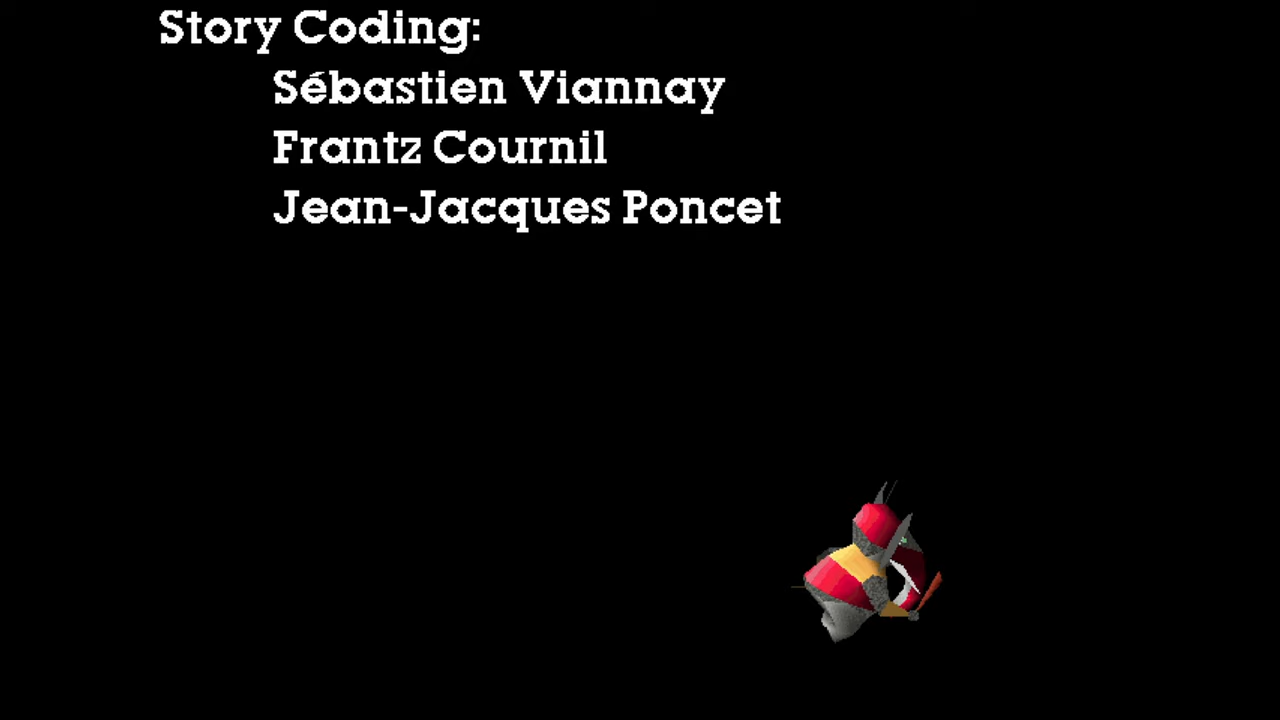 Story Coding:
Sébastien Viannay
Frantz Cournil
Jean-Jacques Poncet